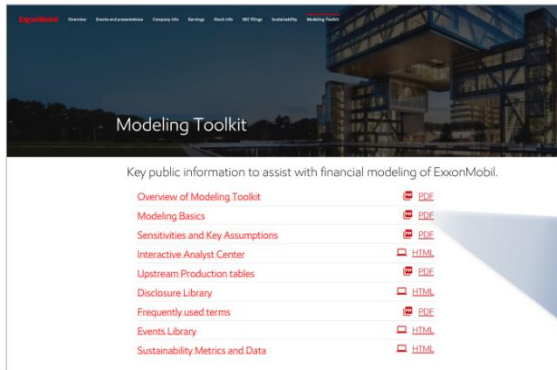 ExxonMobil Overview Events and presentations Company info Earnings Stock info SEC filings Sustainability Modeling Toolkit
Modeling Toolkit
Key public information to assist with financial modeling of ExxonMobil.
Overview of Modeling Toolkit PDF
Modeling Basics PDF
Sensitivities and Key Assumptions PDF
Interactive Analyst Center HTML
Upstream Production tables PDF
Disclosure Library HTML
Frequently used terms PDF
Events Library HTML
Sustainability Metrics and Data HTML